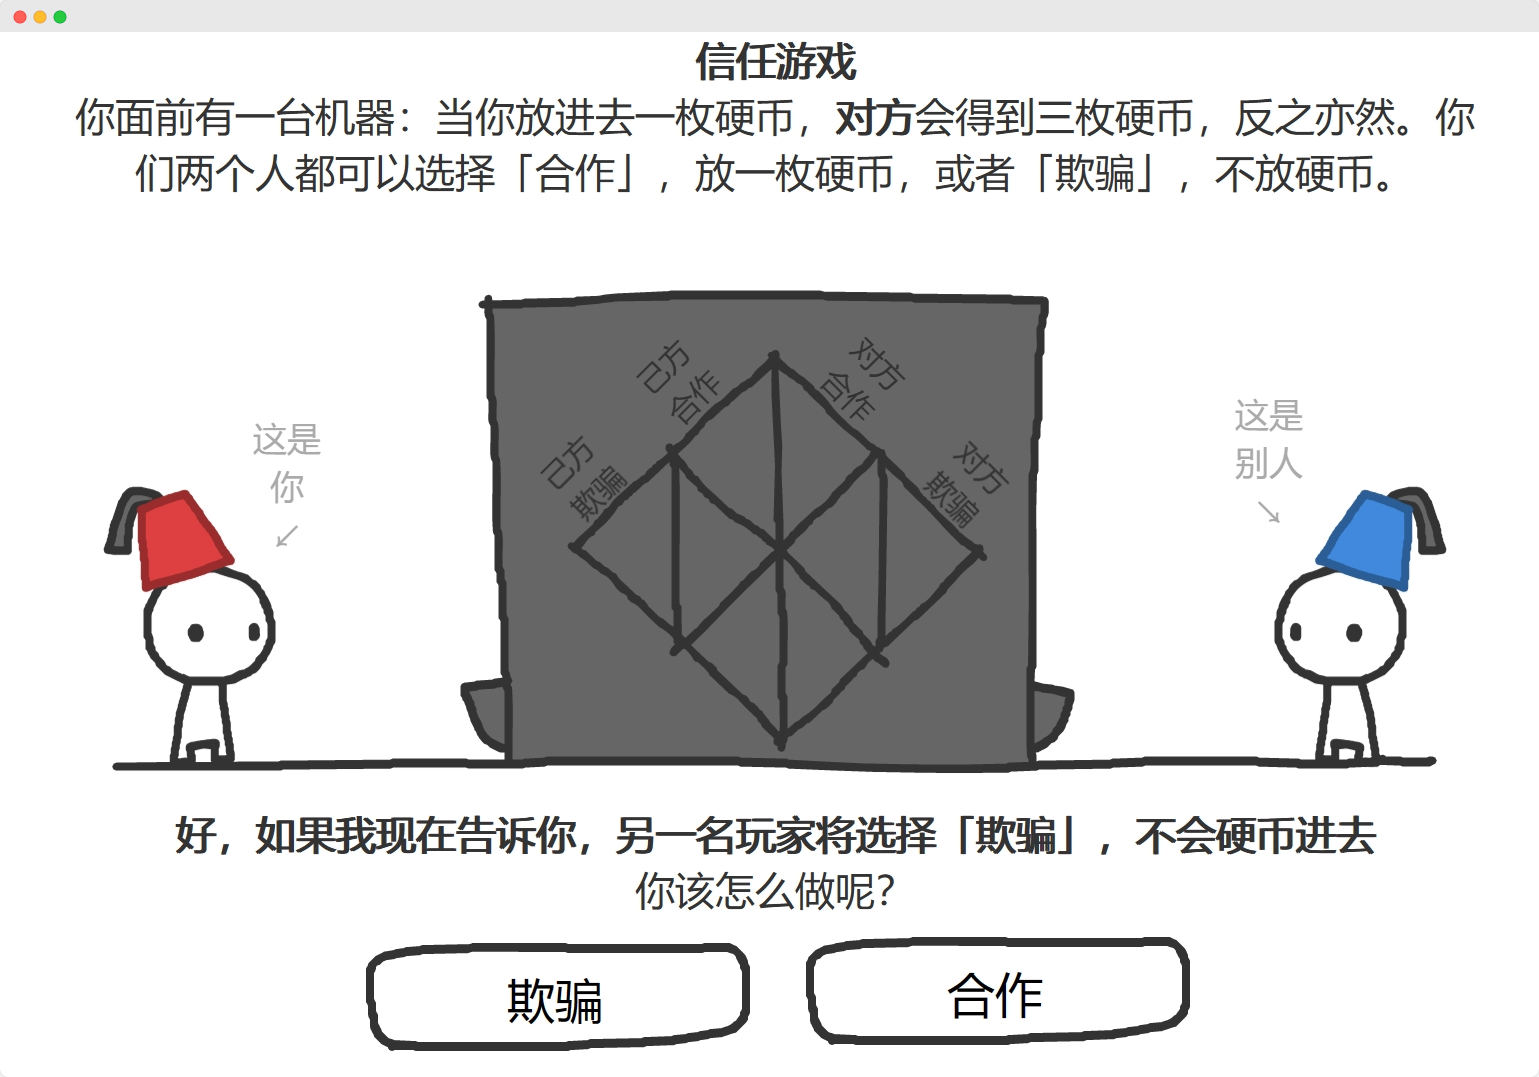 信任游戏
你面前有一台机器：当你放进去一枚硬币，对方会得到三枚硬币，反之亦然。你
们两个人都可以选择「合作」，放一枚硬币，或者「欺骗」，不放硬币。
己方
合作
对方
合作
己方
欺骗
对方
欺骗
这是
你
↙
这是
别人
↘
好，如果我现在告诉你，另一名玩家将选择「欺骗」，不会硬币进去
你该怎么做呢？
欺骗
合作